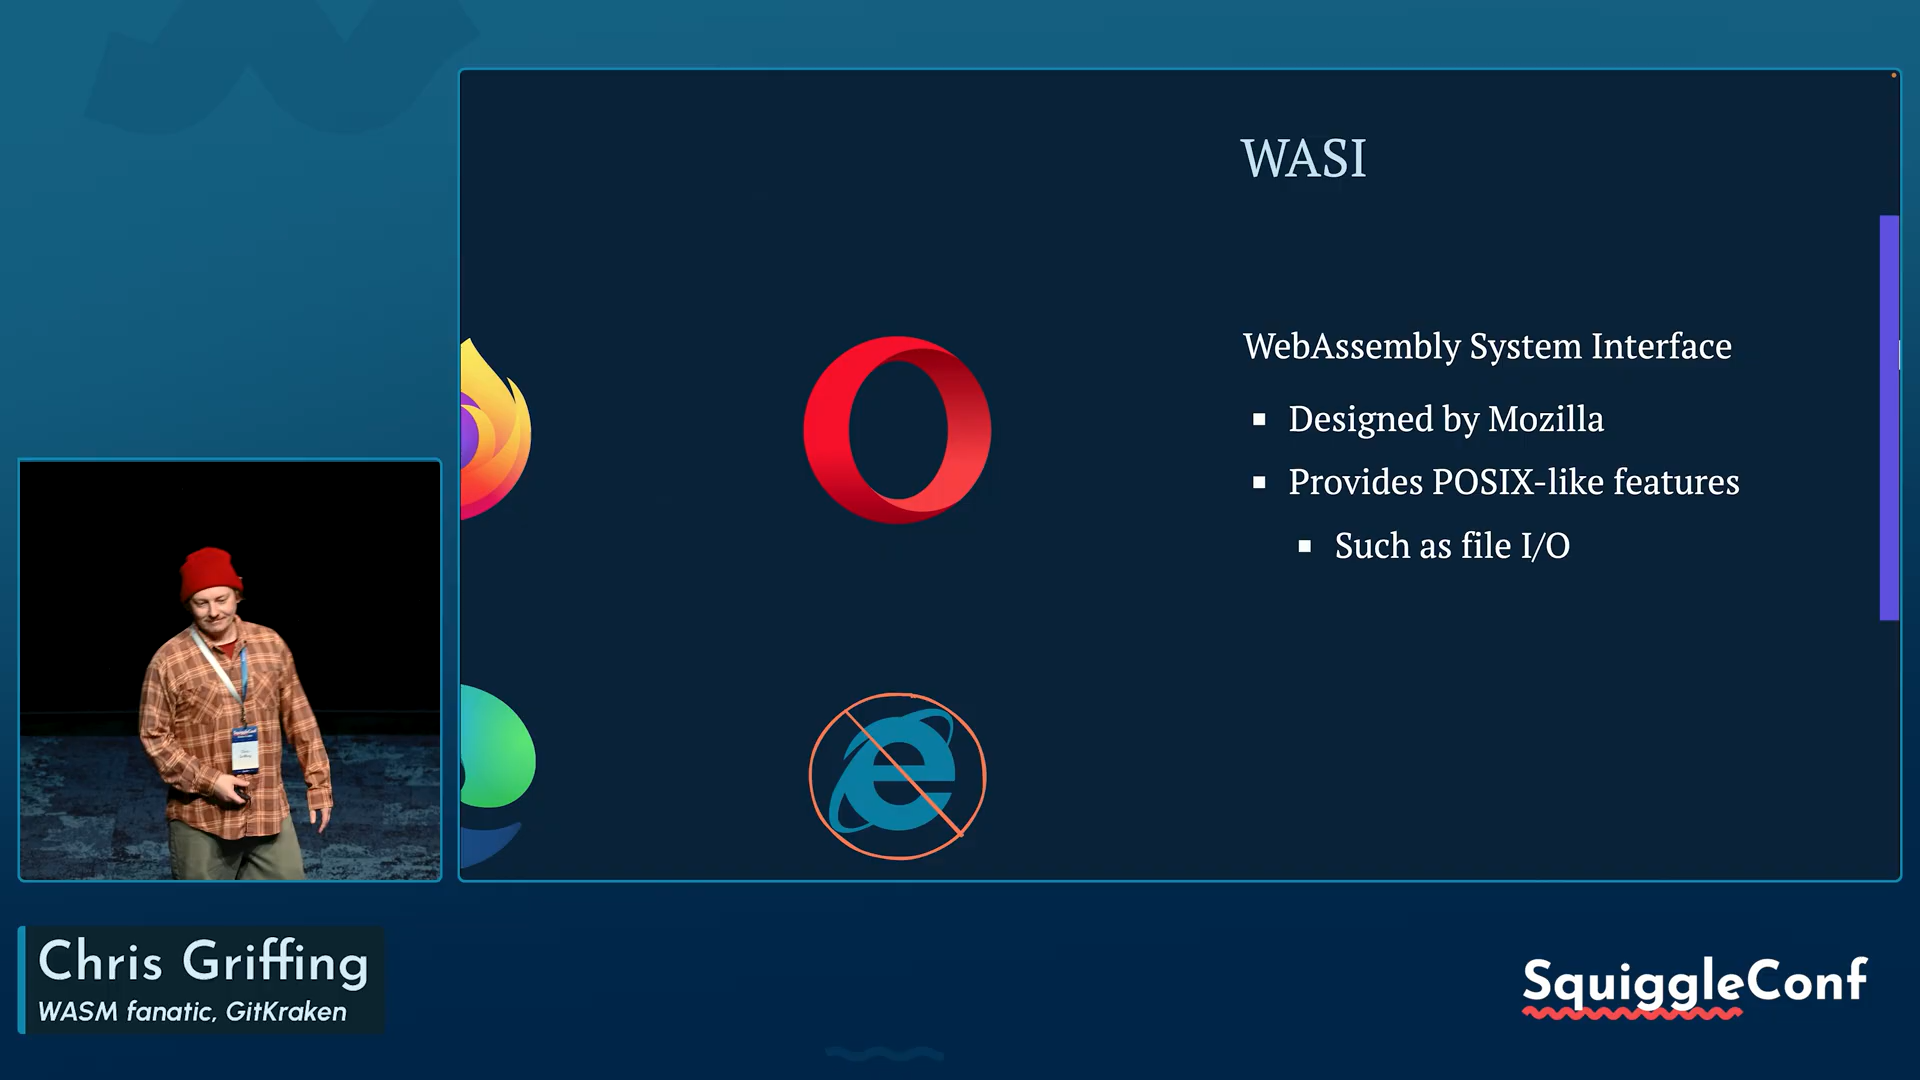 WASI
WebAssembly System Interface
Designed by Mozilla
Provides POSIX-like features
Such as file I/O
Chris Griffing
WASM fanatic, GitKraken
SquiggleConf